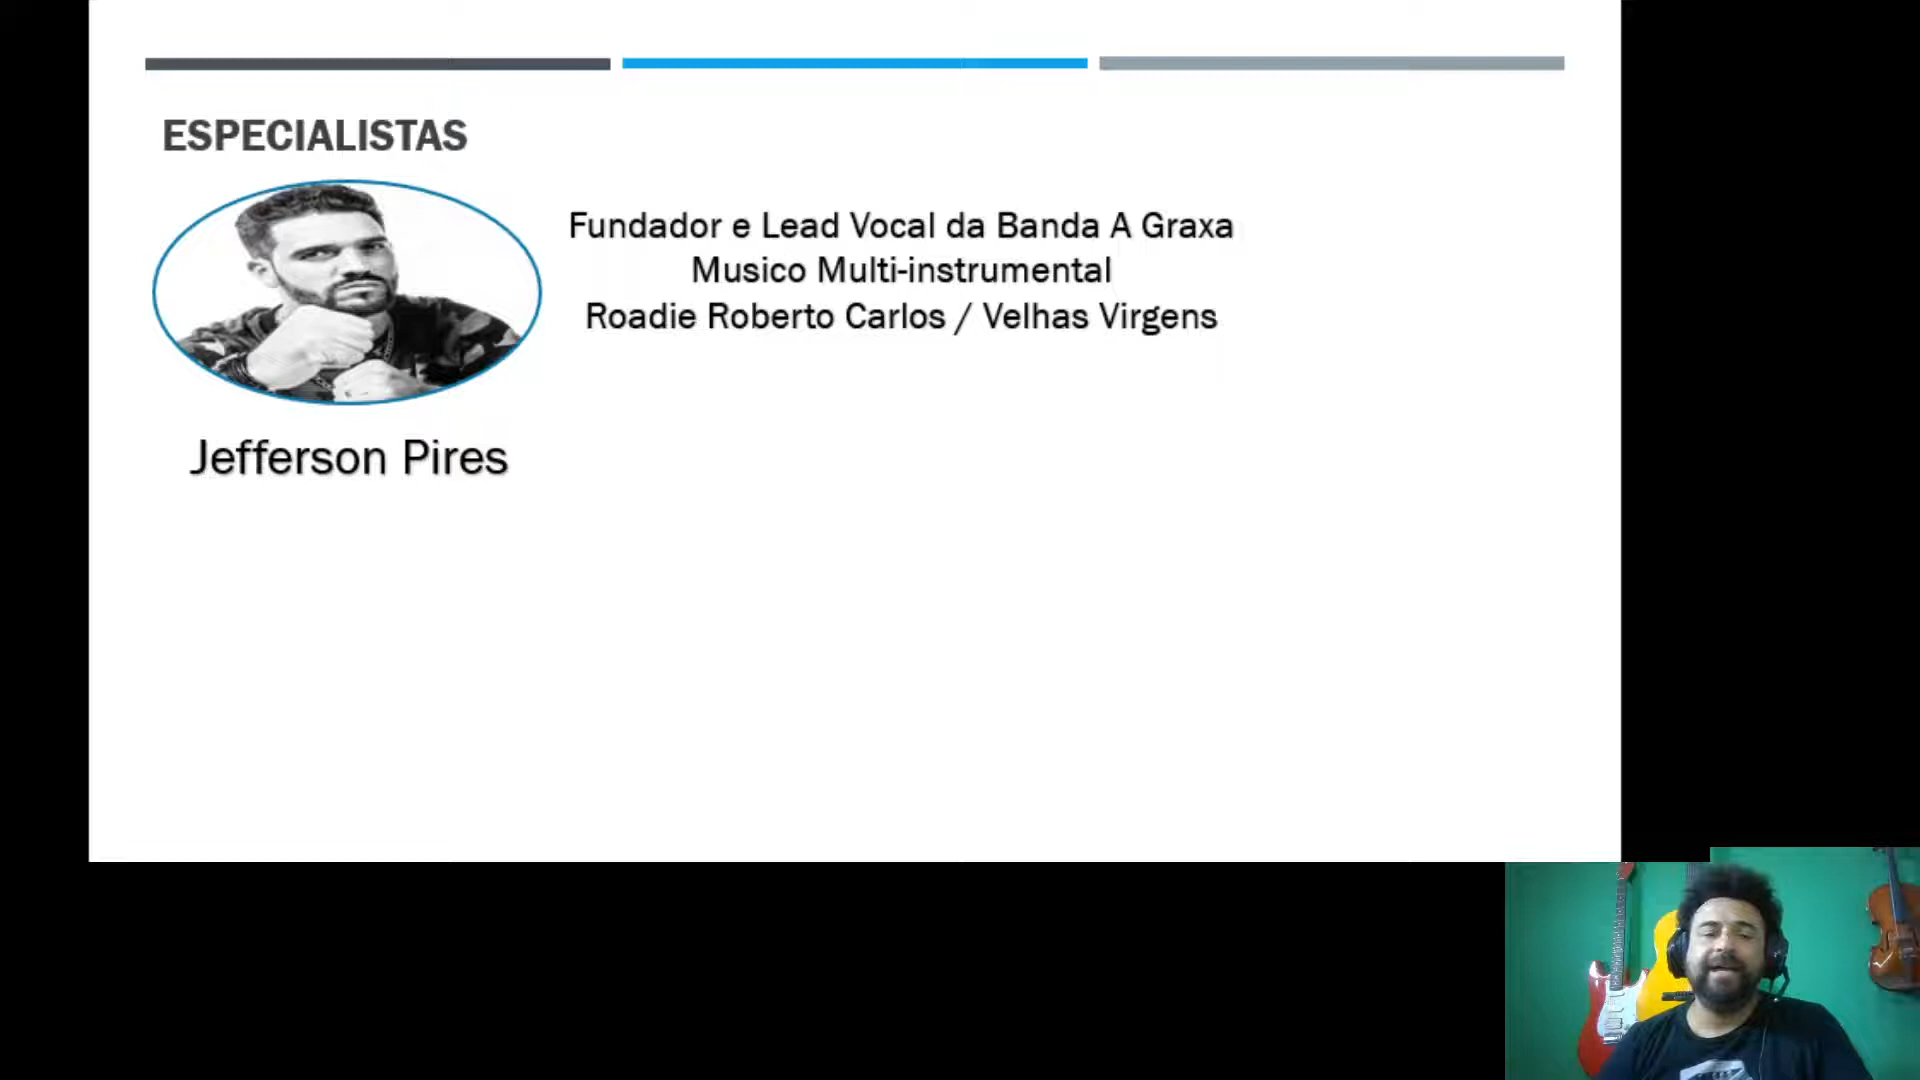 ESPECIALISTAS
Fundador e Lead Vocal da Banda A Graxa
Musico Multi-instrumental
Roadie Roberto Carlos / Velhas Virgens
Jefferson Pires